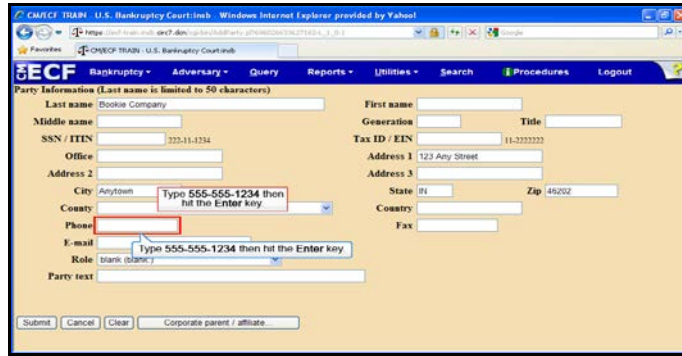 CM/ECF TRAIN - U.S. Bankruptcy Court:insb - Windows Internet Explorer provided by Yahoo!
Google
Favorites CM/ECF TRAIN - U.S. Bankruptcy Court:insb
ECF Bankruptcy Adversary Query Reports Utilities Search Procedures Logout ?
Party Information (Last name is limited to 50 characters)
Last name Bookie Company First name
Middle name Generation Title
SSN / ITIN 222-11-1234 Tax ID / EIN 11-2222222
Office Address 1 123 Any Street
Address 2 Address 3
City Anytown State IN Zip 46202
Type 555-555-1234 then
hit the Enter key.
County Country
Phone Fax
E-mail
Type 555-555-1234 then hit the Enter key.
Role blank (blank:)
Party text
Submit Cancel Clear Corporate parent / affiliate...